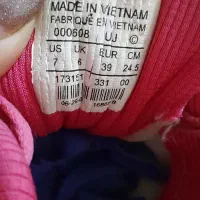 MADE IN VIETNAM
FABRIQUÉ EN VIETNAM
000608 UJ
US UK EUR CM
7 6 39 24.5
173151 331 00